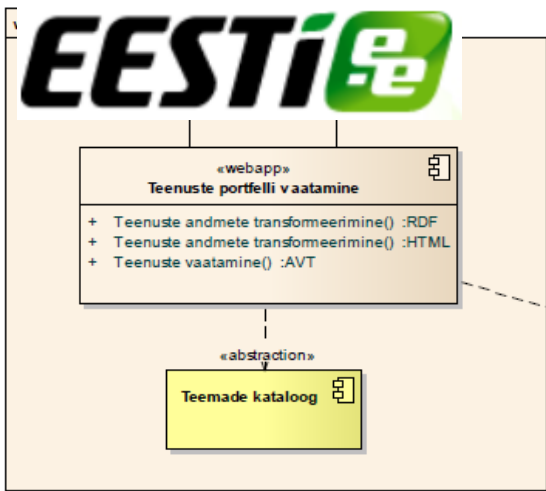 EESTi e.e
«webapp»
Teenuste portfelli vaatamine
+ Teenuste andmete transformeerimine() :RDF
+ Teenuste andmete transformeerimine() :HTML
+ Teenuste vaatamine() :AVT
«abstraction»
Teemade kataloog